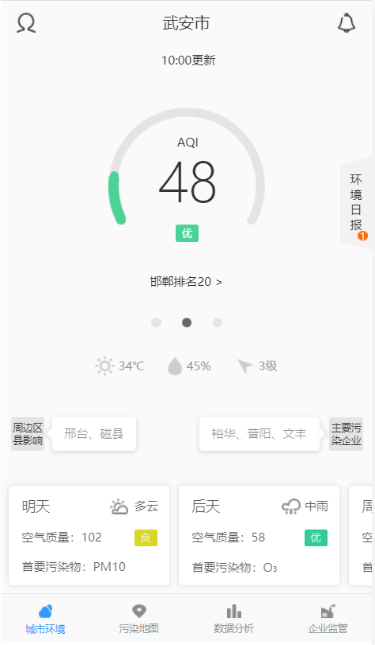 武安市
10:00更新
AQI
48
优
环境日报
1
邯郸排名20 >
34℃
45%
3级
周边区
县影响
邢台、磁县
裕华、普阳、文丰
主要污
染企业
明天
多云
空气质量：102
良
首要污染物：PM10
后天
中雨
空气质量：58
优
首要污染物：O₃
城市环境
污染地图
数据分析
企业监管